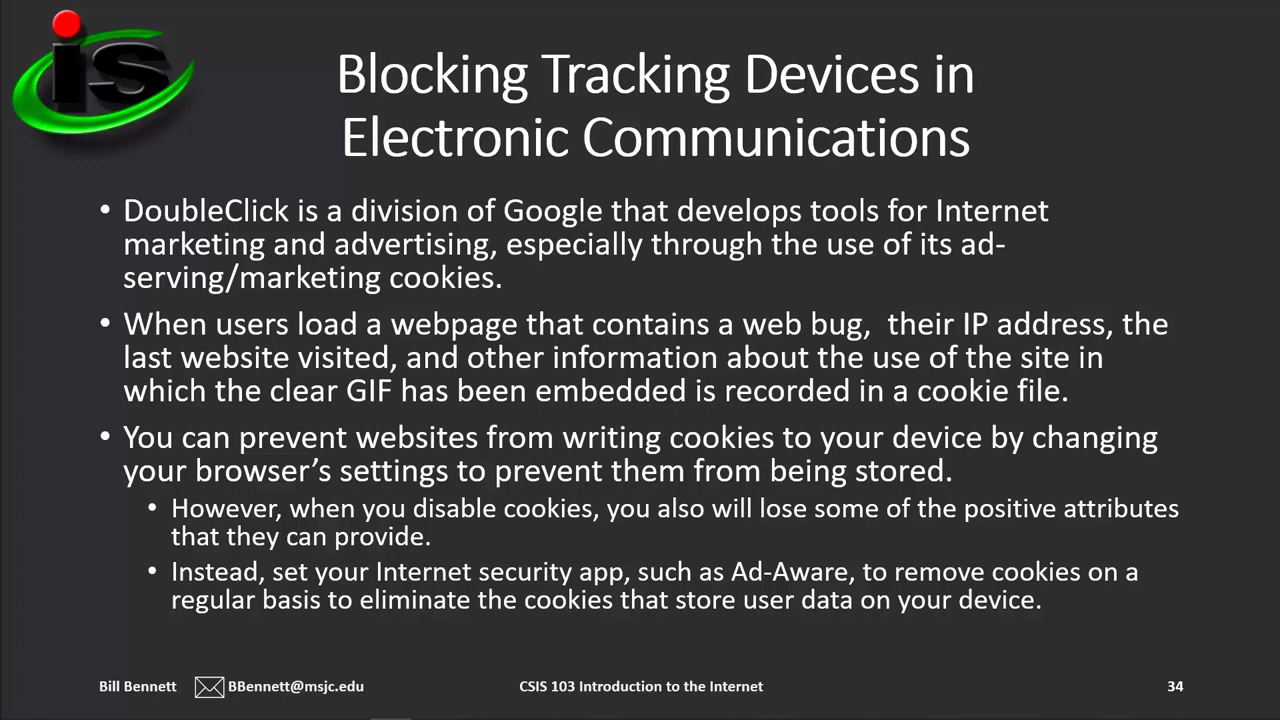 is
Blocking Tracking Devices in
Electronic Communications
• DoubleClick is a division of Google that develops tools for Internet
marketing and advertising, especially through the use of its ad-
serving/marketing cookies.
• When users load a webpage that contains a web bug,  their IP address, the
last website visited, and other information about the use of the site in
which the clear GIF has been embedded is recorded in a cookie file.
• You can prevent websites from writing cookies to your device by changing
your browser’s settings to prevent them from being stored.
• However, when you disable cookies, you also will lose some of the positive attributes
that they can provide.
• Instead, set your Internet security app, such as Ad-Aware, to remove cookies on a
regular basis to eliminate the cookies that store user data on your device.
Bill Bennett BBennett@msjc.edu CSIS 103 Introduction to the Internet 34